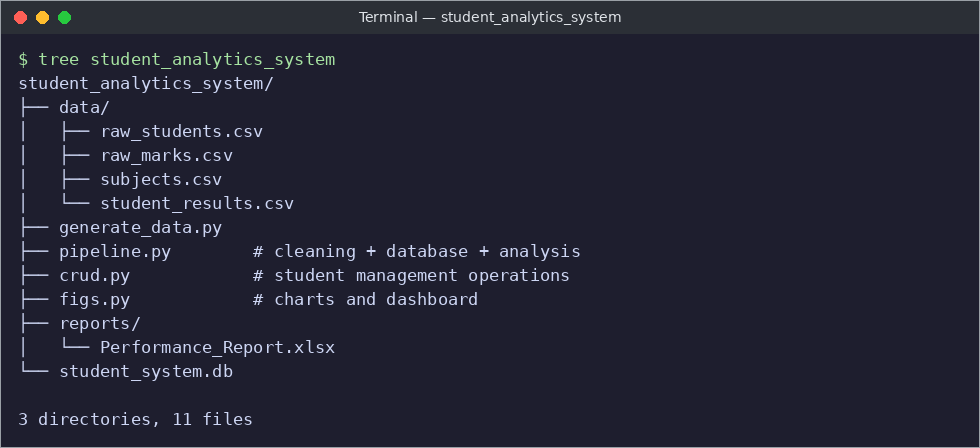 Terminal — student_analytics_system
$ tree student_analytics_system
student_analytics_system/
├── data/
│   ├── raw_students.csv
│   ├── raw_marks.csv
│   ├── subjects.csv
│   └── student_results.csv
├── generate_data.py
├── pipeline.py        # cleaning + database + analysis
├── crud.py            # student management operations
├── figs.py            # charts and dashboard
├── reports/
│   └── Performance_Report.xlsx
└── student_system.db
3 directories, 11 files